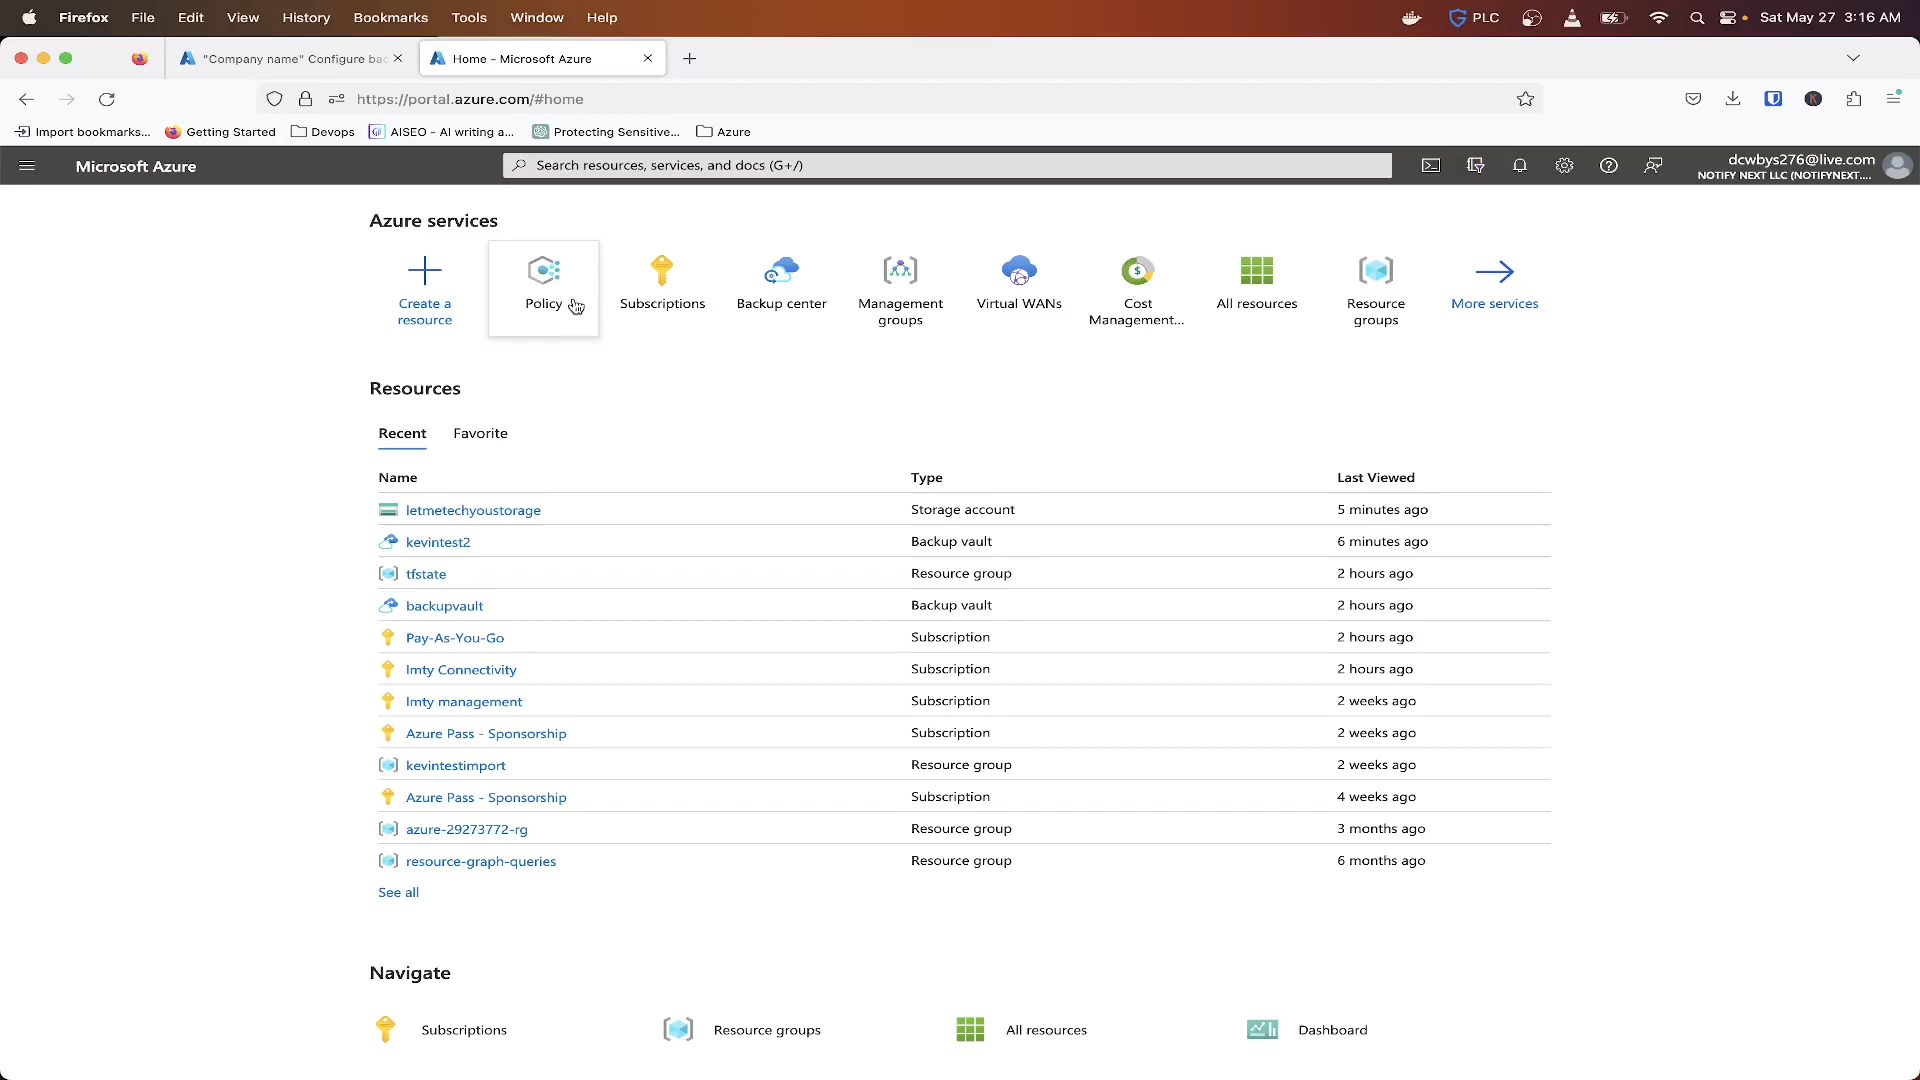 Firefox File Edit View History Bookmarks Tools Window Help PLC Sat May 27 3:16 AM
"Company name" Configure bac Home - Microsoft Azure
https://portal.azure.com/#home
Import bookmarks... Getting Started Devops AISEO - AI writing a... Protecting Sensitive... Azure
Microsoft Azure Search resources, services, and docs (G+/) dcwbys276@live.com
NOTIFY NEXT LLC (NOTIFYNEXT....
Azure services
Create a resource
Policy
Subscriptions
Backup center
Management groups
Virtual WANs
Cost Management...
All resources
Resource groups
More services
Resources
Recent Favorite
Name Type Last Viewed
letmetechyoustorage Storage account 5 minutes ago
kevintest2 Backup vault 6 minutes ago
tfstate Resource group 2 hours ago
backupvault Backup vault 2 hours ago
Pay-As-You-Go Subscription 2 hours ago
lmty Connectivity Subscription 2 hours ago
lmty management Subscription 2 weeks ago
Azure Pass - Sponsorship Subscription 2 weeks ago
kevintestimport Resource group 2 weeks ago
Azure Pass - Sponsorship Subscription 4 weeks ago
azure-29273772-rg Resource group 3 months ago
resource-graph-queries Resource group 6 months ago
See all
Navigate
Subscriptions Resource groups All resources Dashboard